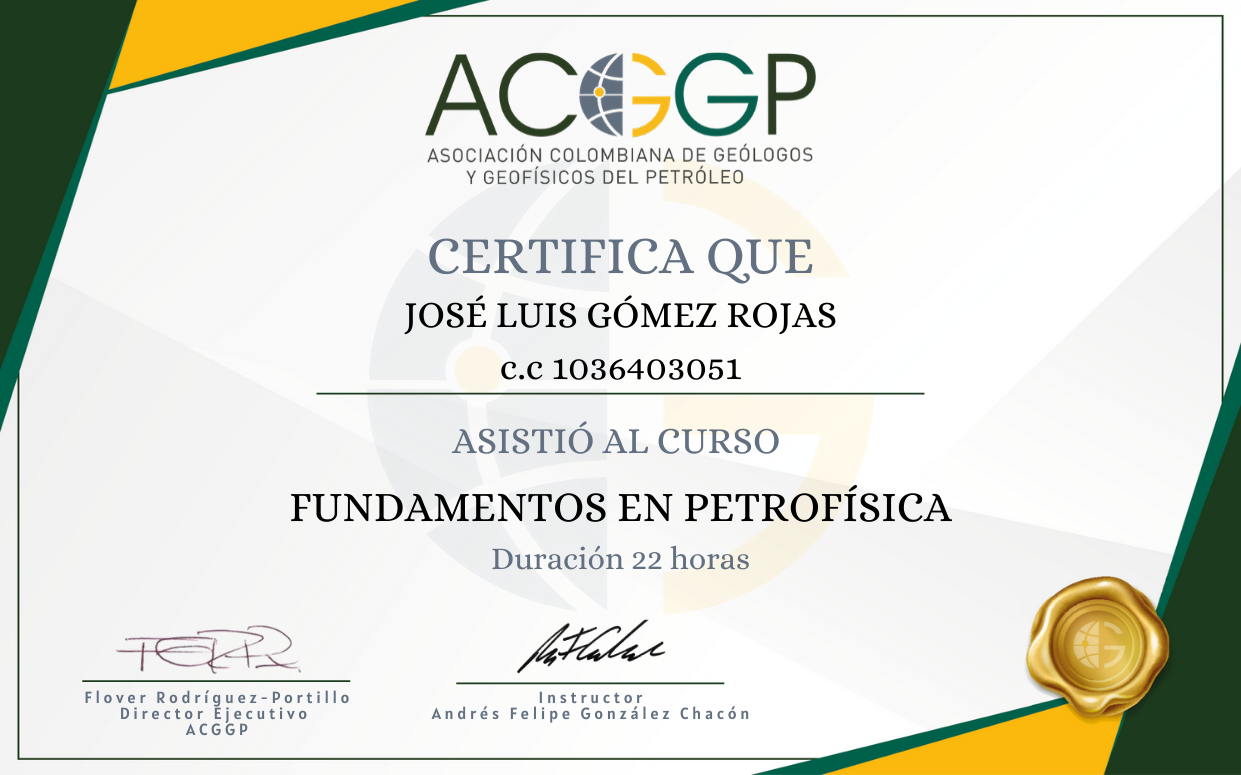 ACGGP
ASOCIACIÓN COLOMBIANA DE GEÓLOGOS
Y GEOFÍSICOS DEL PETRÓLEO
CERTIFICA QUE
JOSÉ LUIS GÓMEZ ROJAS
c.c 1036403051
ASISTIÓ AL CURSO
FUNDAMENTOS EN PETROFÍSICA
Duración 22 horas
Flover Rodríguez-Portillo
Director Ejecutivo
ACGGP
Instructor
Andrés Felipe González Chacón